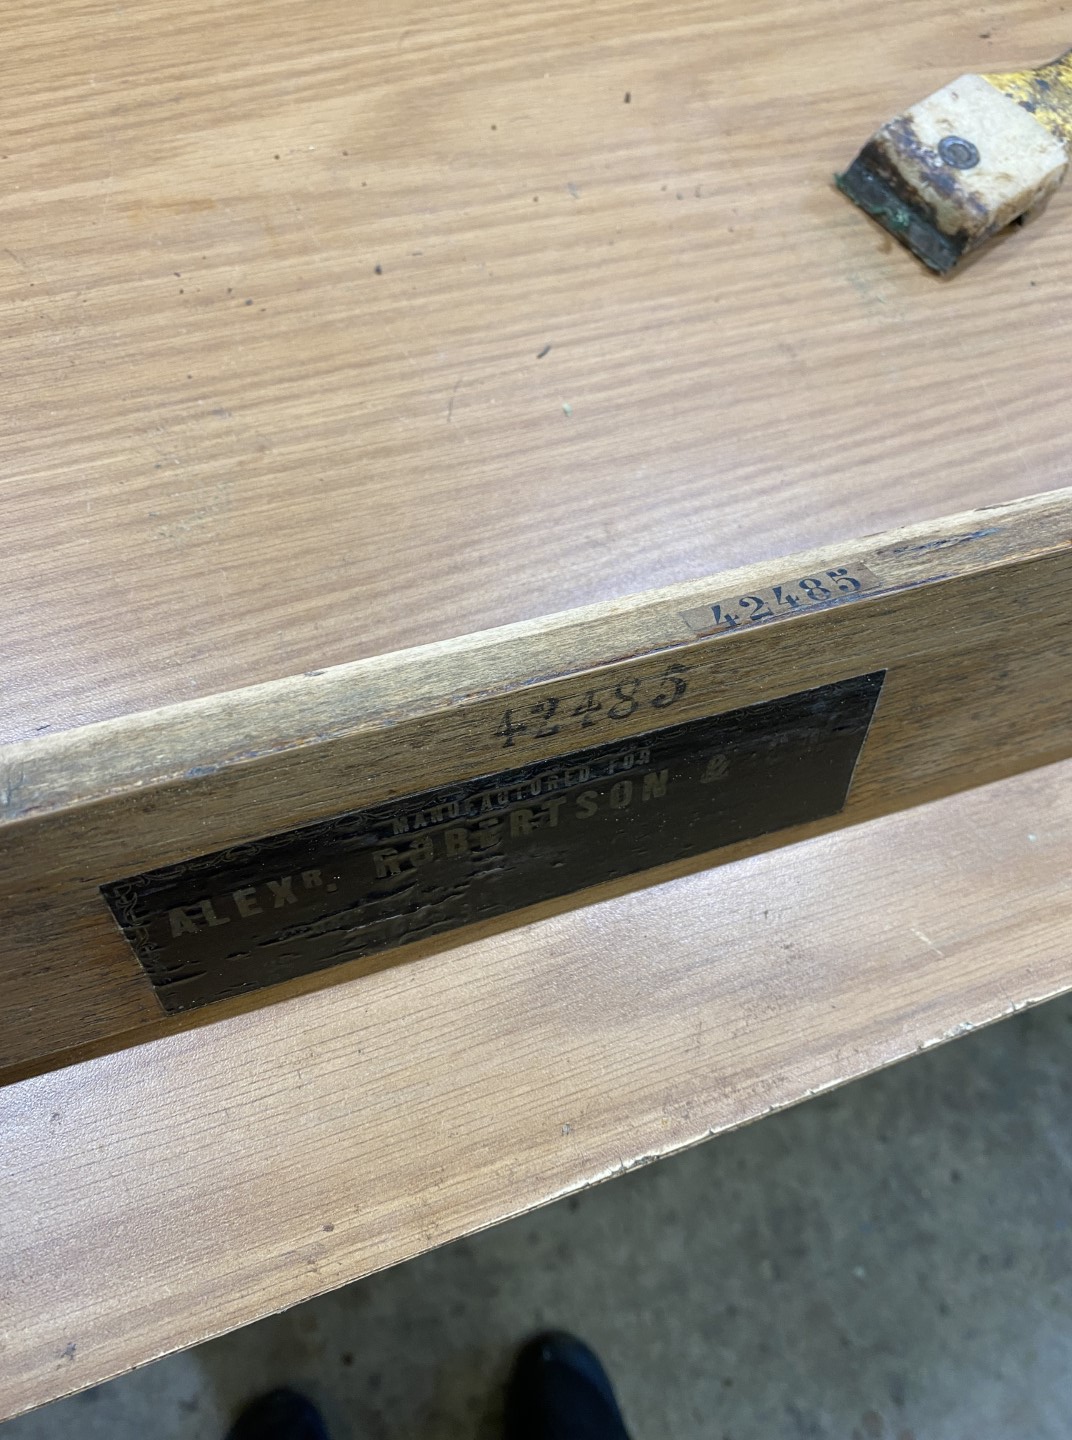 42485
42485
MANUFACTURED FOR
ALEXR. ROBERTSON &